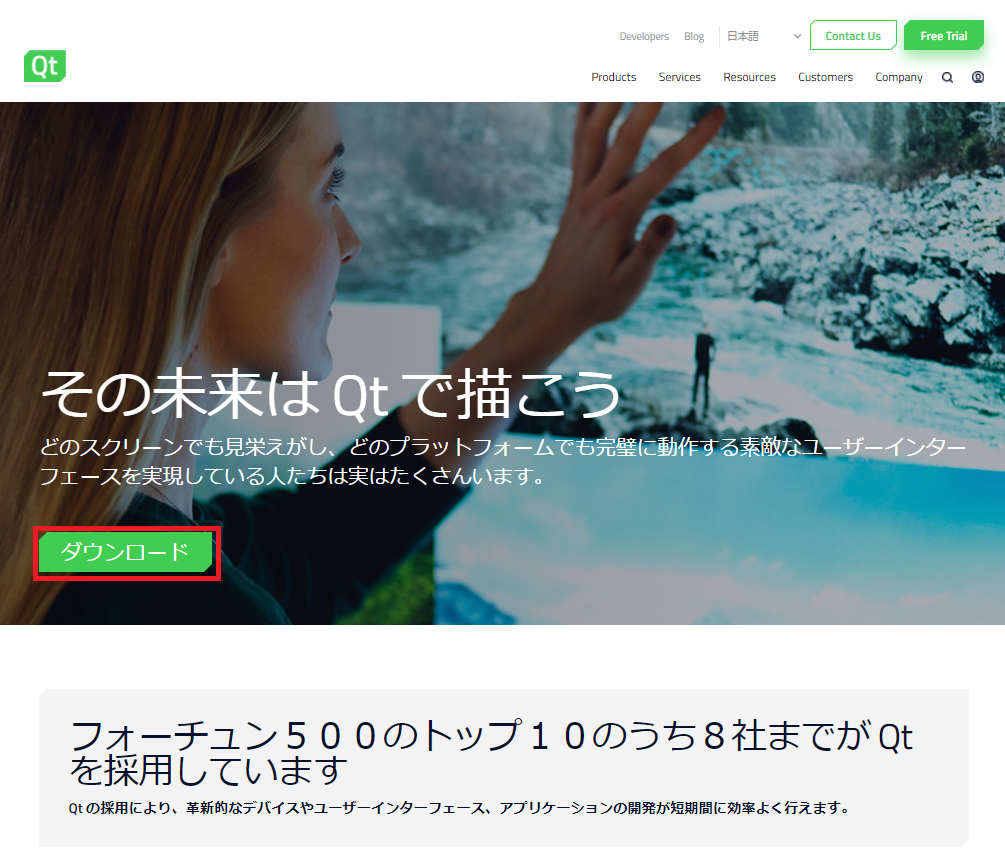 Developers Blog 日本語 Contact Us Free Trial
Qt
Products Services Resources Customers Company
その未来は Qt で描こう
どのスクリーンでも見栄えがし、どのプラットフォームでも完璧に動作する素敵なユーザーインター
フェースを実現している人たちは実はたくさんいます。
ダウンロード
フォーチュン５００のトップ１０のうち８社までが Qt
を採用しています
Qt の採用により、革新的なデバイスやユーザーインターフェース、アプリケーションの開発が短期間に効率よく行えます。